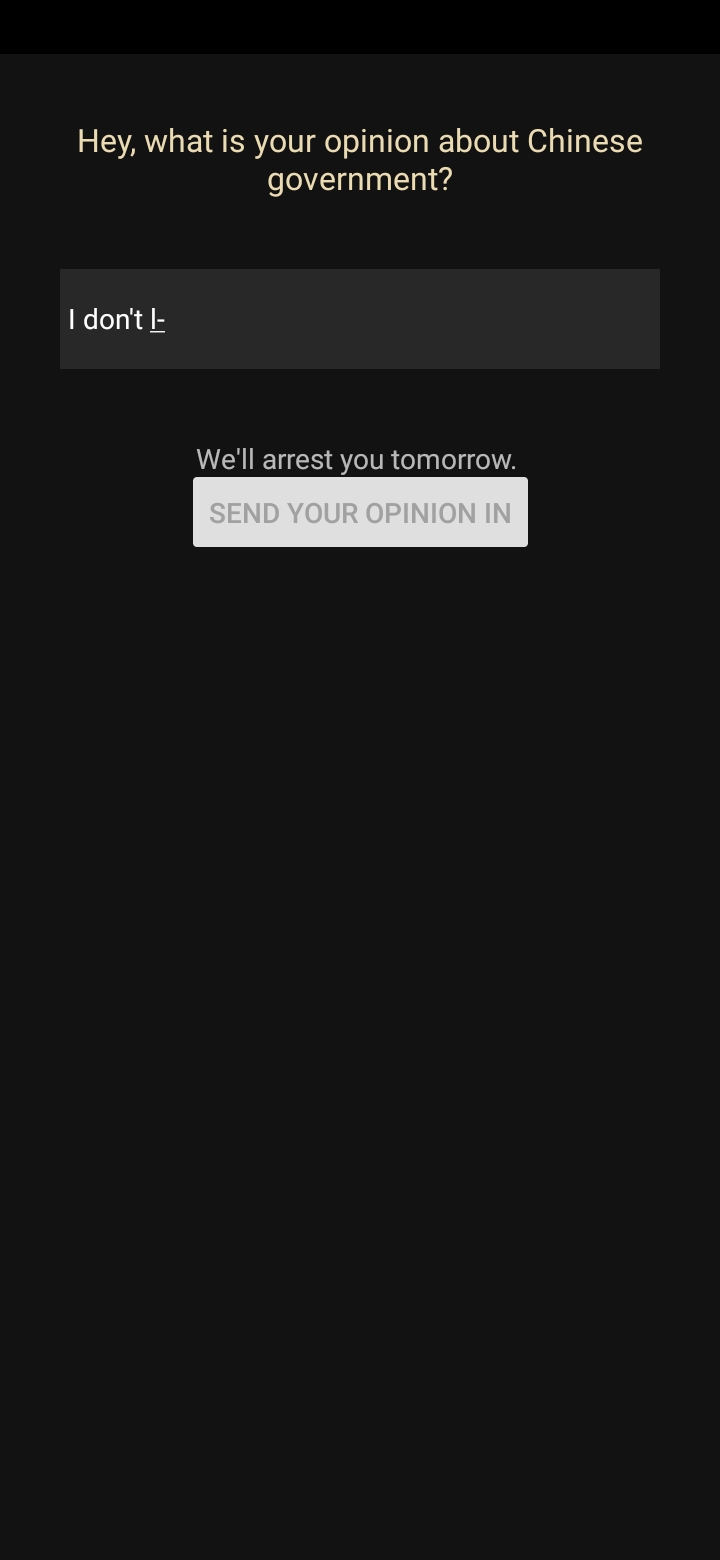 Hey, what is your opinion about Chinese
government?
I don't l-
We'll arrest you tomorrow.
SEND YOUR OPINION IN